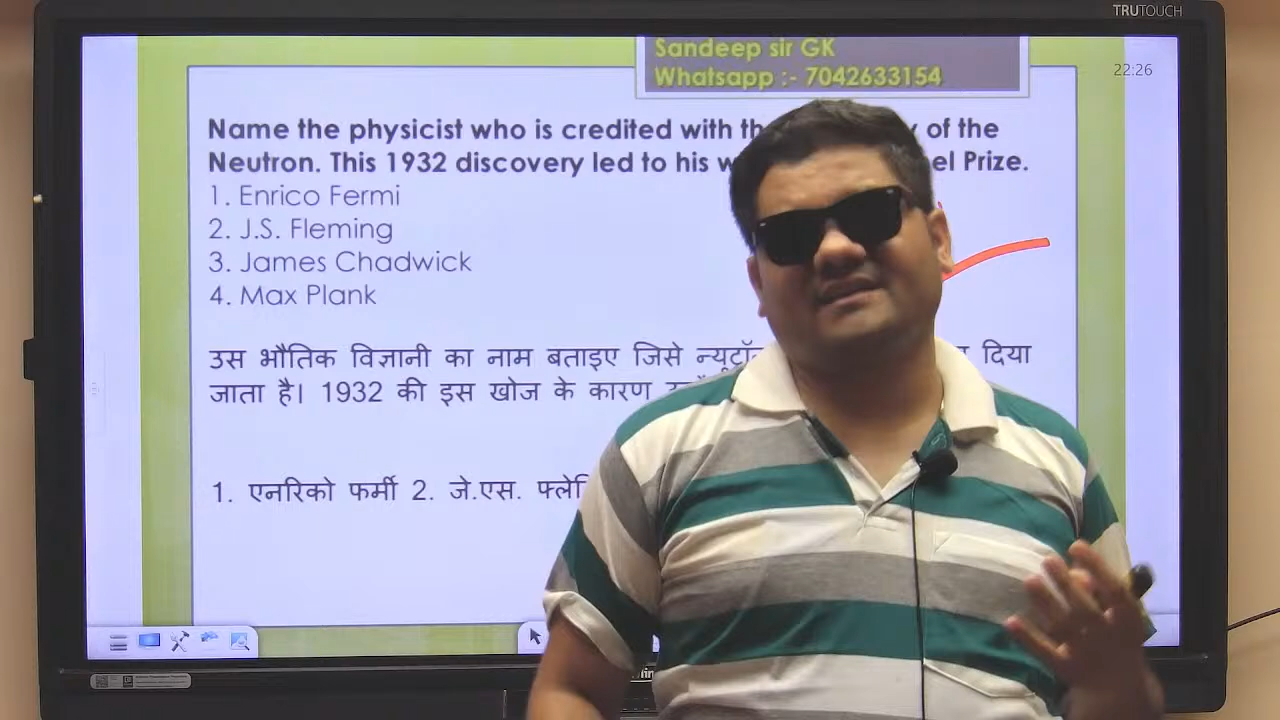 TRUTOUCH
Sandeep sir GK
Whatsapp :- 7042633154
22:26
Name the physicist who is credited with of the
Neutron. This 1932 discovery led to his Prize.
1. Enrico Fermi
2. J.S. Fleming
3. James Chadwick
4. Max Plank
उस भौतिक विज्ञानी का नाम बताइए जिसे दिया
जाता है। 1932 की इस खोज के कारण
1. एनरिको फर्मी 2. जे.एस.